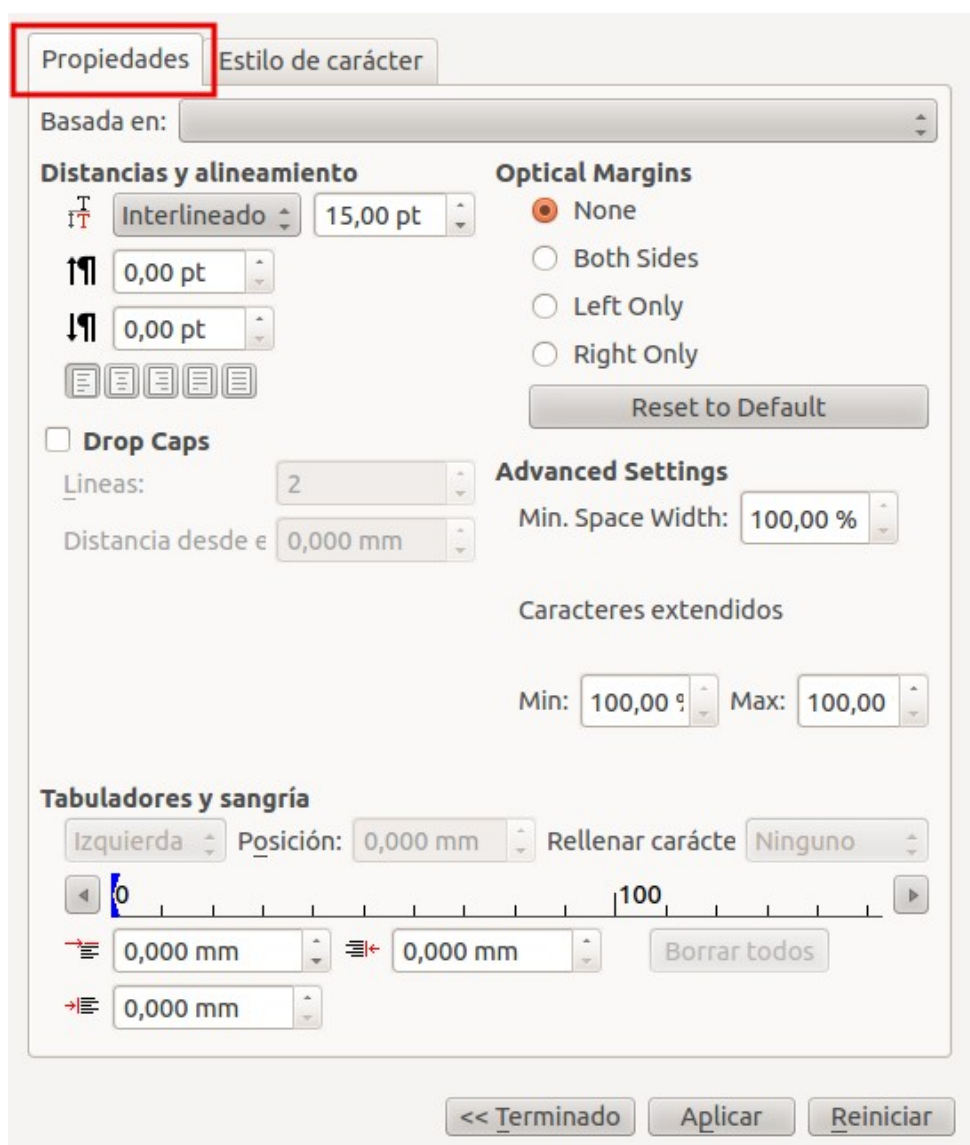 Propiedades Estilo de carácter
Basada en:
Distancias y alineamiento
Interlineado 15,00 pt
0,00 pt
0,00 pt
Drop Caps
Lineas: 2
Distancia desde e 0,000 mm
Optical Margins
None
Both Sides
Left Only
Right Only
Reset to Default
Advanced Settings
Min. Space Width: 100,00 %
Caracteres extendidos
Min: 100,00 Max: 100,00
Tabuladores y sangría
Izquierda Posición: 0,000 mm Rellenar carácte Ninguno
0 100
0,000 mm 0,000 mm Borrar todos
0,000 mm
<< Terminado Aplicar Reiniciar